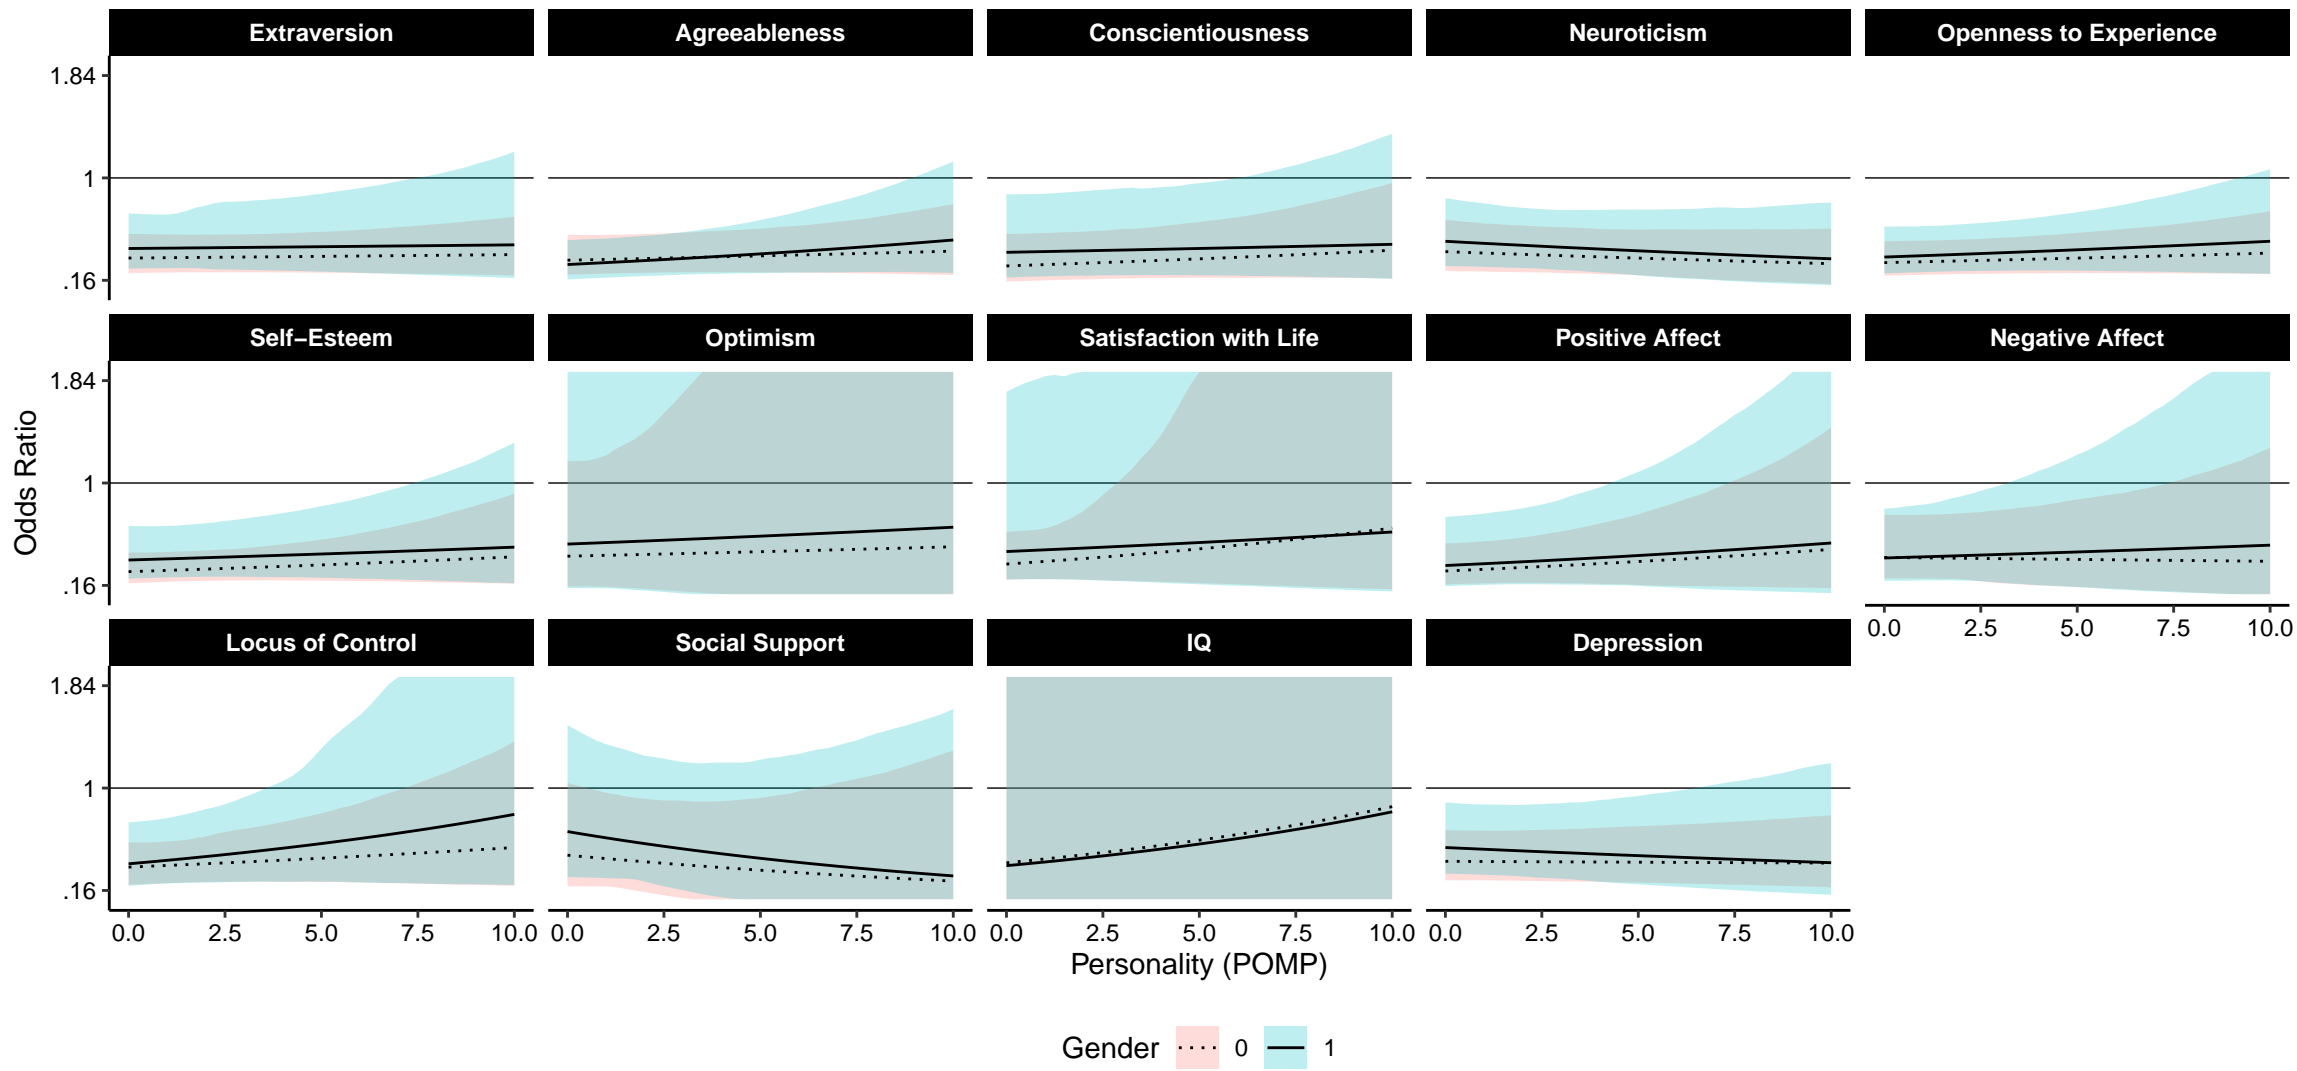 Extraversion
Agreeableness
Conscientiousness
Neuroticism
Openness to Experience
1.84
1
.16
Self−Esteem
Optimism
Satisfaction with Life
Positive Affect
Negative Affect
1.84
1
.16
0.0 2.5 5.0 7.5 10.0
Locus of Control
Social Support
IQ
Depression
1.84
1
.16
0.0 2.5 5.0 7.5 10.0
0.0 2.5 5.0 7.5 10.0
0.0 2.5 5.0 7.5 10.0
0.0 2.5 5.0 7.5 10.0
Odds Ratio
Personality (POMP)
Gender 0 1